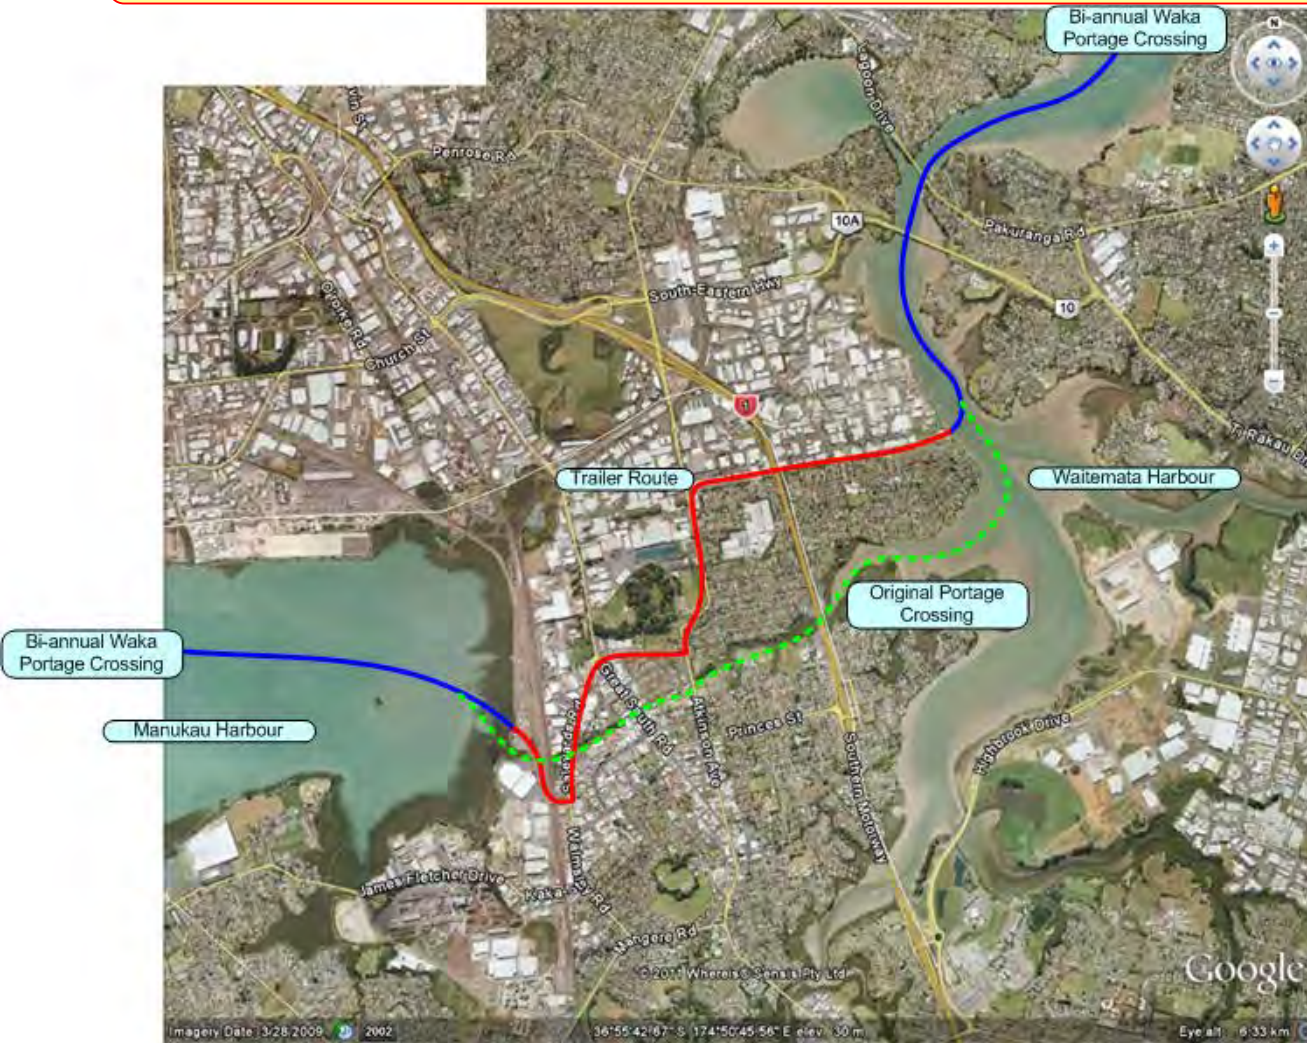 Bi-annual Waka
Portage Crossing
N
Lagoon Drive
Penrose Rd
10A
Pakuranga Rd
South-Eastern Hwy
10
Ororke Rd
Church St
1
Ti Rakau Dr
Trailer Route
Waitemata Harbour
Original Portage
Crossing
Bi-annual Waka
Portage Crossing
Manukau Harbour
Great South Rd
Atkinson Ave
Princes St
Southern Motorway
Highbrook Drive
Walmsley Rd
James Fletcher Drive
Kaka
Mangere Rd
© 2011 Whereis® Sensis Pty Ltd
Google
Imagery Date: 3/28/2009 2002 36°55'42.67" S 174°50'45.56" E elev 30 m Eye alt 6.33 km